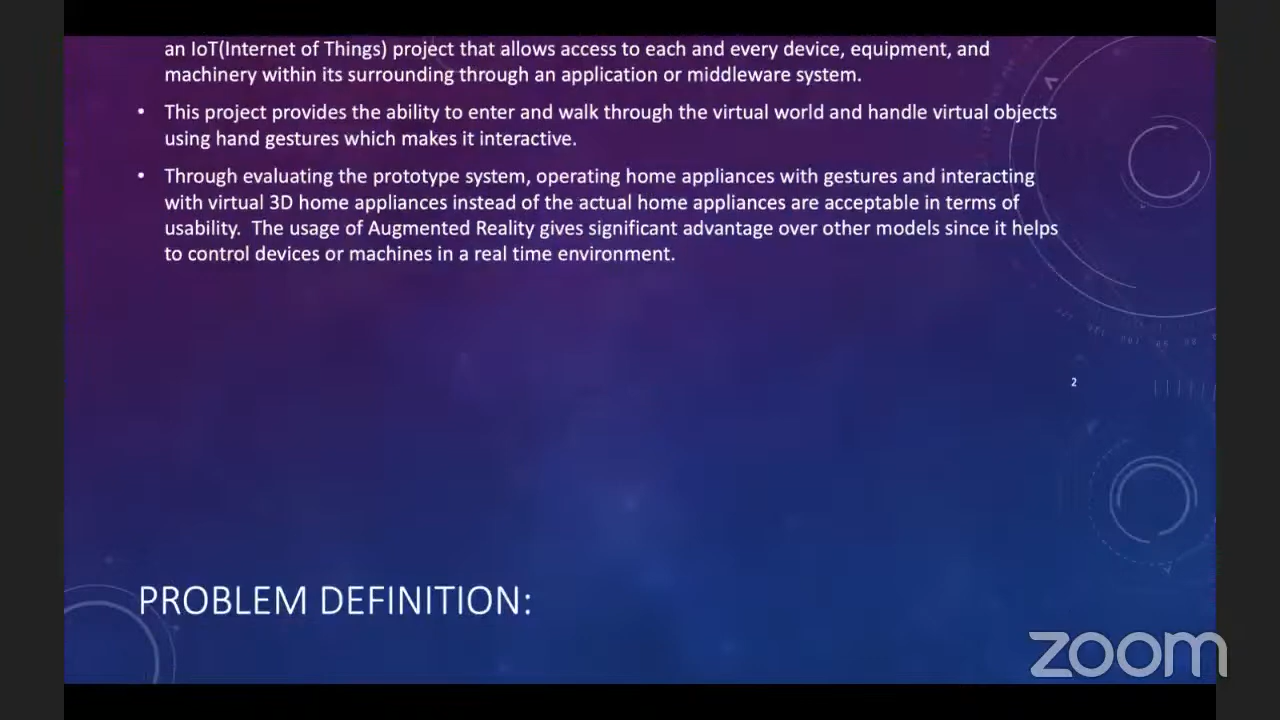 an IoT(Internet of Things) project that allows access to each and every device, equipment, and
machinery within its surrounding through an application or middleware system.
• This project provides the ability to enter and walk through the virtual world and handle virtual objects
using hand gestures which makes it interactive.
• Through evaluating the prototype system, operating home appliances with gestures and interacting
with virtual 3D home appliances instead of the actual home appliances are acceptable in terms of
usability.  The usage of Augmented Reality gives significant advantage over other models since it helps
to control devices or machines in a real time environment.
2
PROBLEM DEFINITION:
zoom